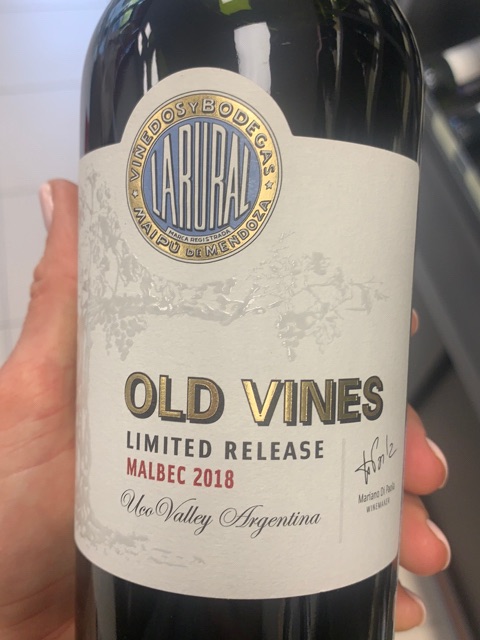 VIÑEDOS Y BODEGAS
LA RURAL
MARCA REGISTRADA
MAIPÚ DE MENDOZA
OLD VINES
LIMITED RELEASE
MALBEC 2018
Uco Valley Argentina
Mariano Di Paola
WINEMAKER